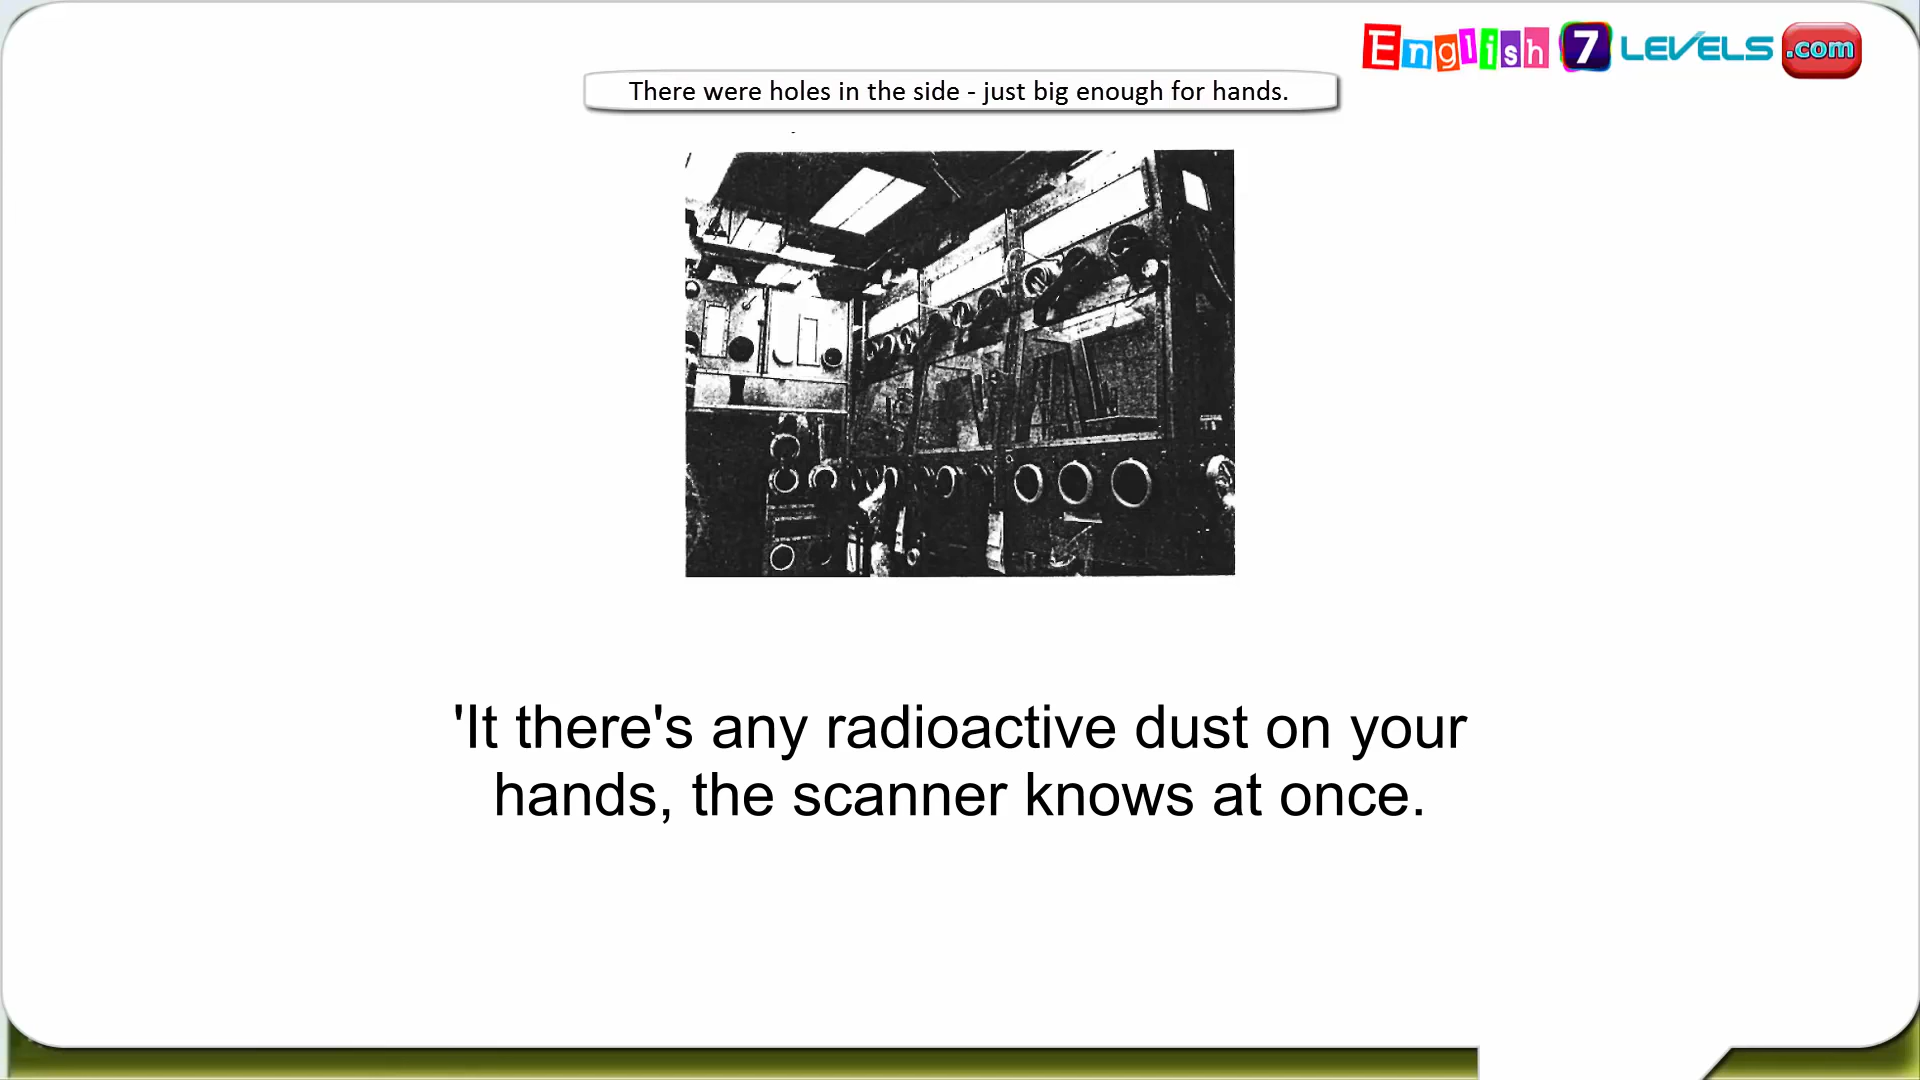 English 7 LEVELS .com
There were holes in the side - just big enough for hands.
'It there's any radioactive dust on your
hands, the scanner knows at once.